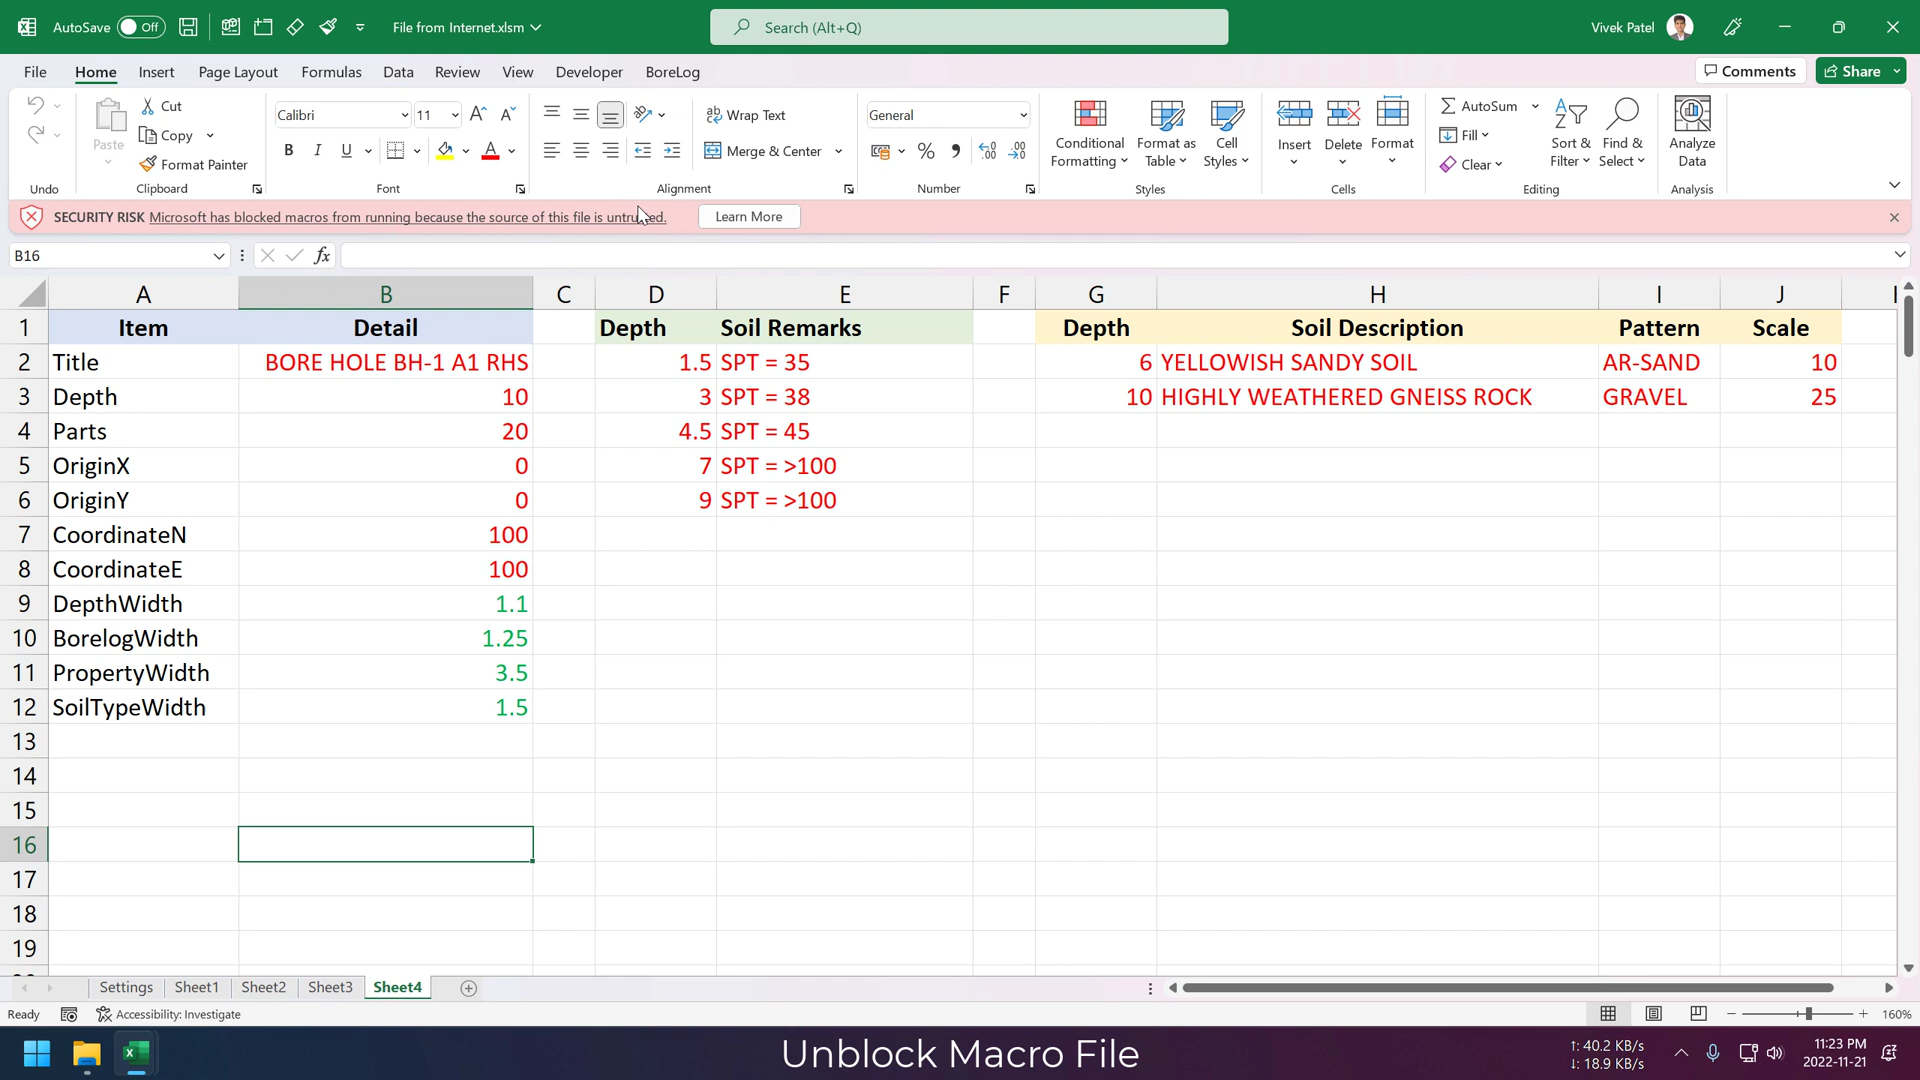 AutoSave Off File from Internet.xlsm Search (Alt+Q) Vivek Patel
File Home Insert Page Layout Formulas Data Review View Developer BoreLog Comments Share
Paste Cut Copy Format Painter
Calibri 11
B I U A
Wrap Text
Merge & Center
General
%
Conditional Formatting Format as Table Cell Styles
Insert Delete Format
AutoSum Fill Clear
Sort & Filter Find & Select Analyze Data
Undo Clipboard Font Alignment Number Styles Cells Editing Analysis
SECURITY RISK Microsoft has blocked macros from running because the source of this file is untrusted. Learn More
B16 fx
A B C D E F G H I J
1 Item Detail Depth Soil Remarks Depth Soil Description Pattern Scale
2 Title BORE HOLE BH-1 A1 RHS 1.5 SPT = 35 6 YELLOWISH SANDY SOIL AR-SAND 10
3 Depth 10 3 SPT = 38 10 HIGHLY WEATHERED GNEISS ROCK GRAVEL 25
4 Parts 20 4.5 SPT = 45
5 OriginX 0 7 SPT = >100
6 OriginY 0 9 SPT = >100
7 CoordinateN 100
8 CoordinateE 100
9 DepthWidth 1.1
10 BorelogWidth 1.25
11 PropertyWidth 3.5
12 SoilTypeWidth 1.5
13
14
15
16
17
18
19
Settings Sheet1 Sheet2 Sheet3 Sheet4
Ready Accessibility: Investigate 160%
Unblock Macro File
↑: 40.2 KB/s
↓: 18.9 KB/s
11:23 PM
2022-11-21